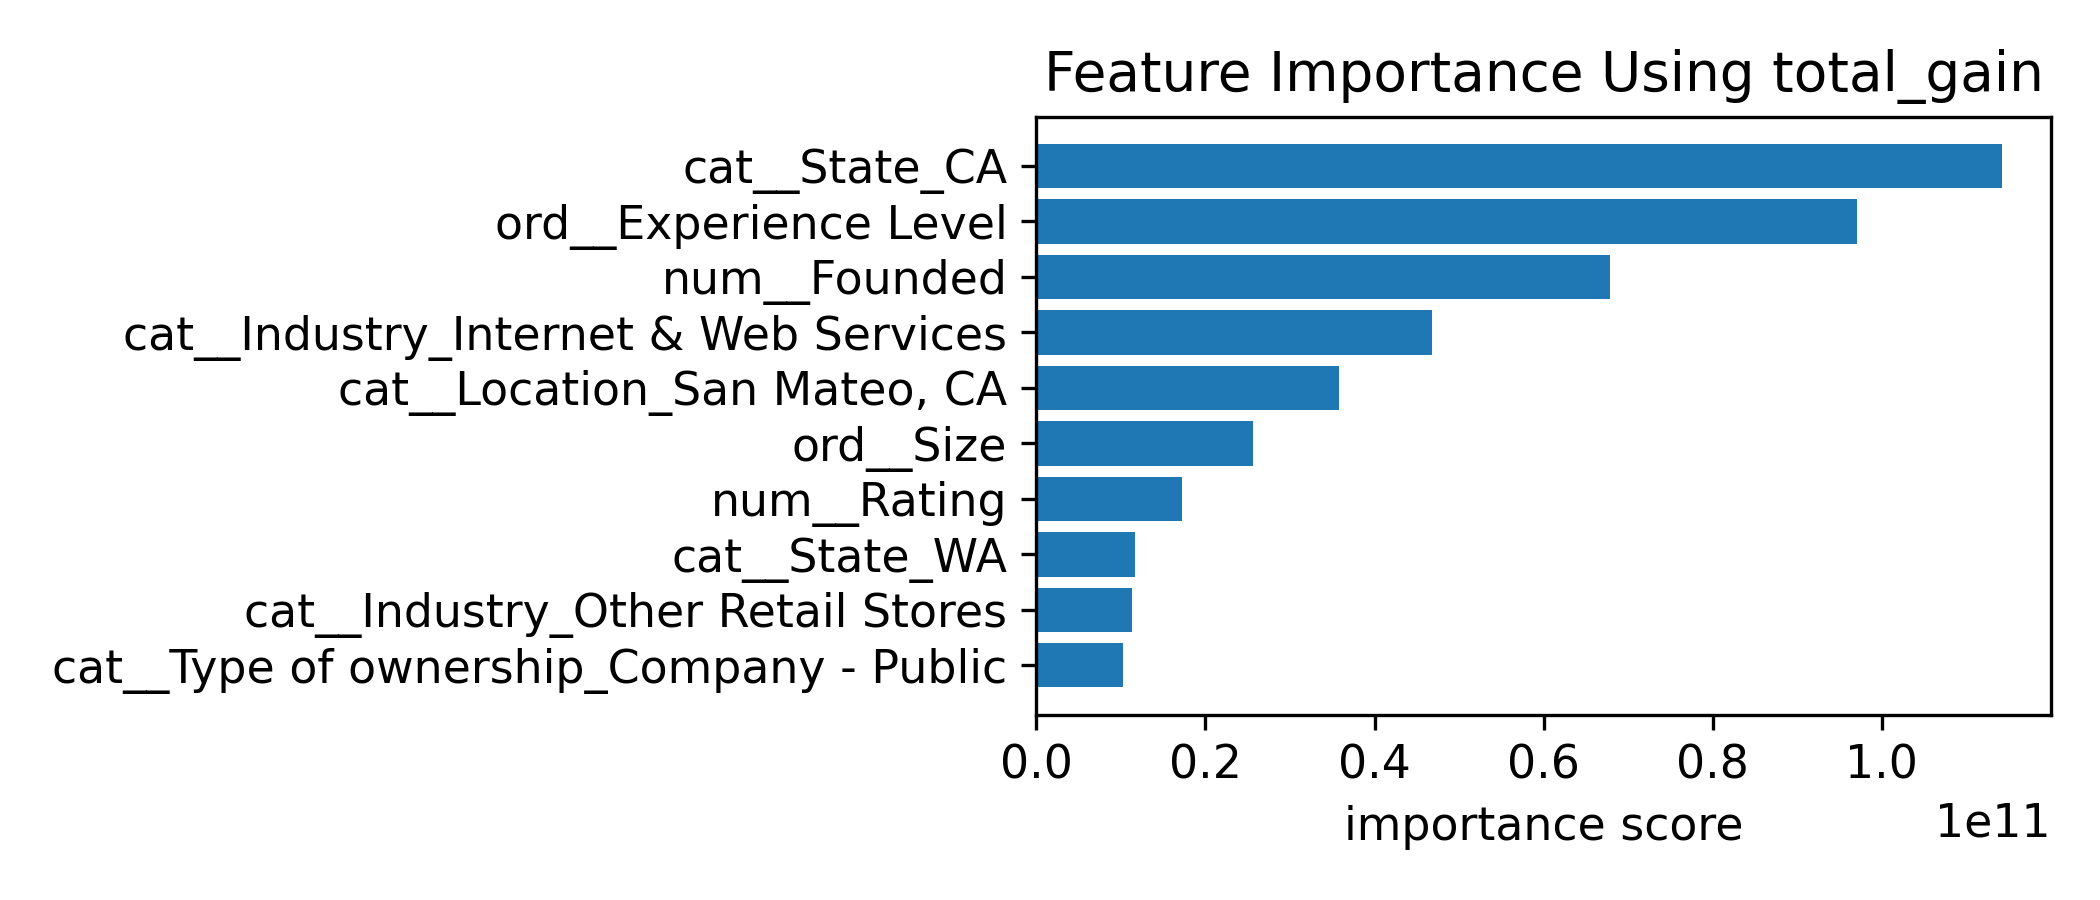 Feature Importance Using total_gain
cat__State_CA
ord__Experience Level
num__Founded
cat__Industry_Internet & Web Services
cat__Location_San Mateo, CA
ord__Size
num__Rating
cat__State_WA
cat__Industry_Other Retail Stores
cat__Type of ownership_Company - Public
0.0 0.2 0.4 0.6 0.8 1.0
importance score
1e11